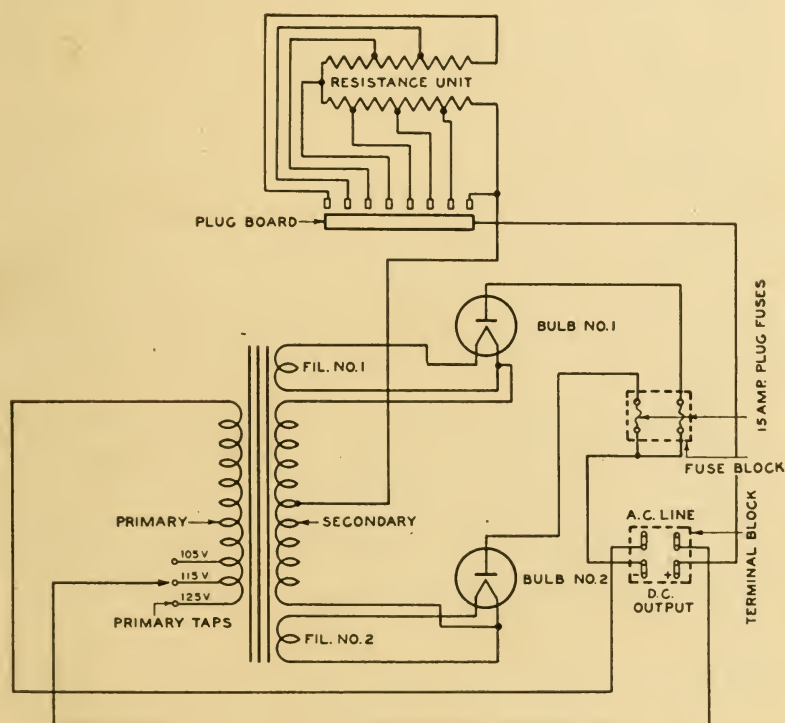 RESISTANCE UNIT
PLUG BOARD
BULB NO.1
15 AMP. PLUG FUSES
FIL. NO.1
FUSE BLOCK
A.C. LINE
PRIMARY
SECONDARY
105 V
115 V
125 V
BULB NO.2
- +
D.C.
OUTPUT
TERMINAL BLOCK
PRIMARY TAPS
FIL. NO.2